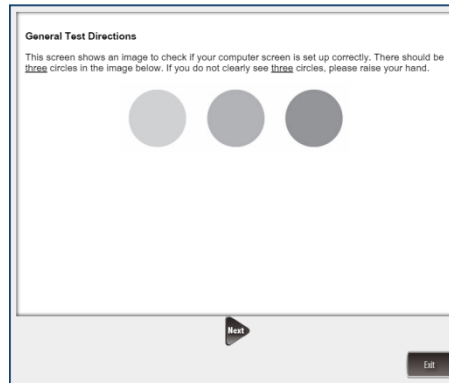 General Test Directions
This screen shows an image to check if your computer screen is set up correctly. There should be
three circles in the image below. If you do not clearly see three circles, please raise your hand.
Next
Exit